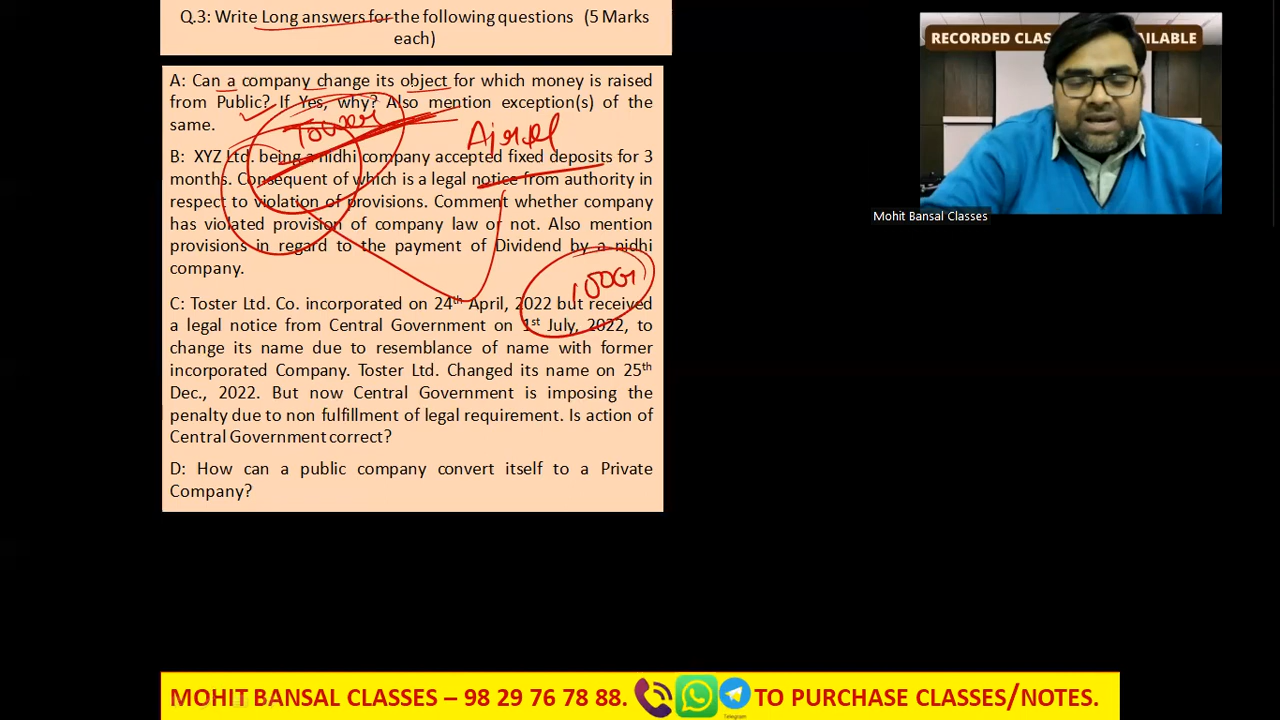 Q.3: Write Long answers for the following questions (5 Marks
each)
RECORDED CLAS AILABLE
A: Can a company change its object for which money is raised
from Public? If Yes, why? Also mention exception(s) of the
same.
Tower
Airtel
B: XYZ Ltd. being a nidhi company accepted fixed deposits for 3
months. Consequent of which is a legal notice from authority in
respect to violation of provisions. Comment whether company
has violated provision of company law or not. Also mention
provisions in regard to the payment of Dividend by a nidhi
company.
Mohit Bansal Classes
C: Toster Ltd. Co. incorporated on 24th April, 2022 but received
a legal notice from Central Government on 1st July, 2022, to
change its name due to resemblance of name with former
incorporated Company. Toster Ltd. Changed its name on 25th
Dec., 2022. But now Central Government is imposing the
penalty due to non fulfillment of legal requirement. Is action of
Central Government correct?
D: How can a public company convert itself to a Private
Company?
MOHIT BANSAL CLASSES – 98 29 76 78 88. TO PURCHASE CLASSES/NOTES.
Telegram